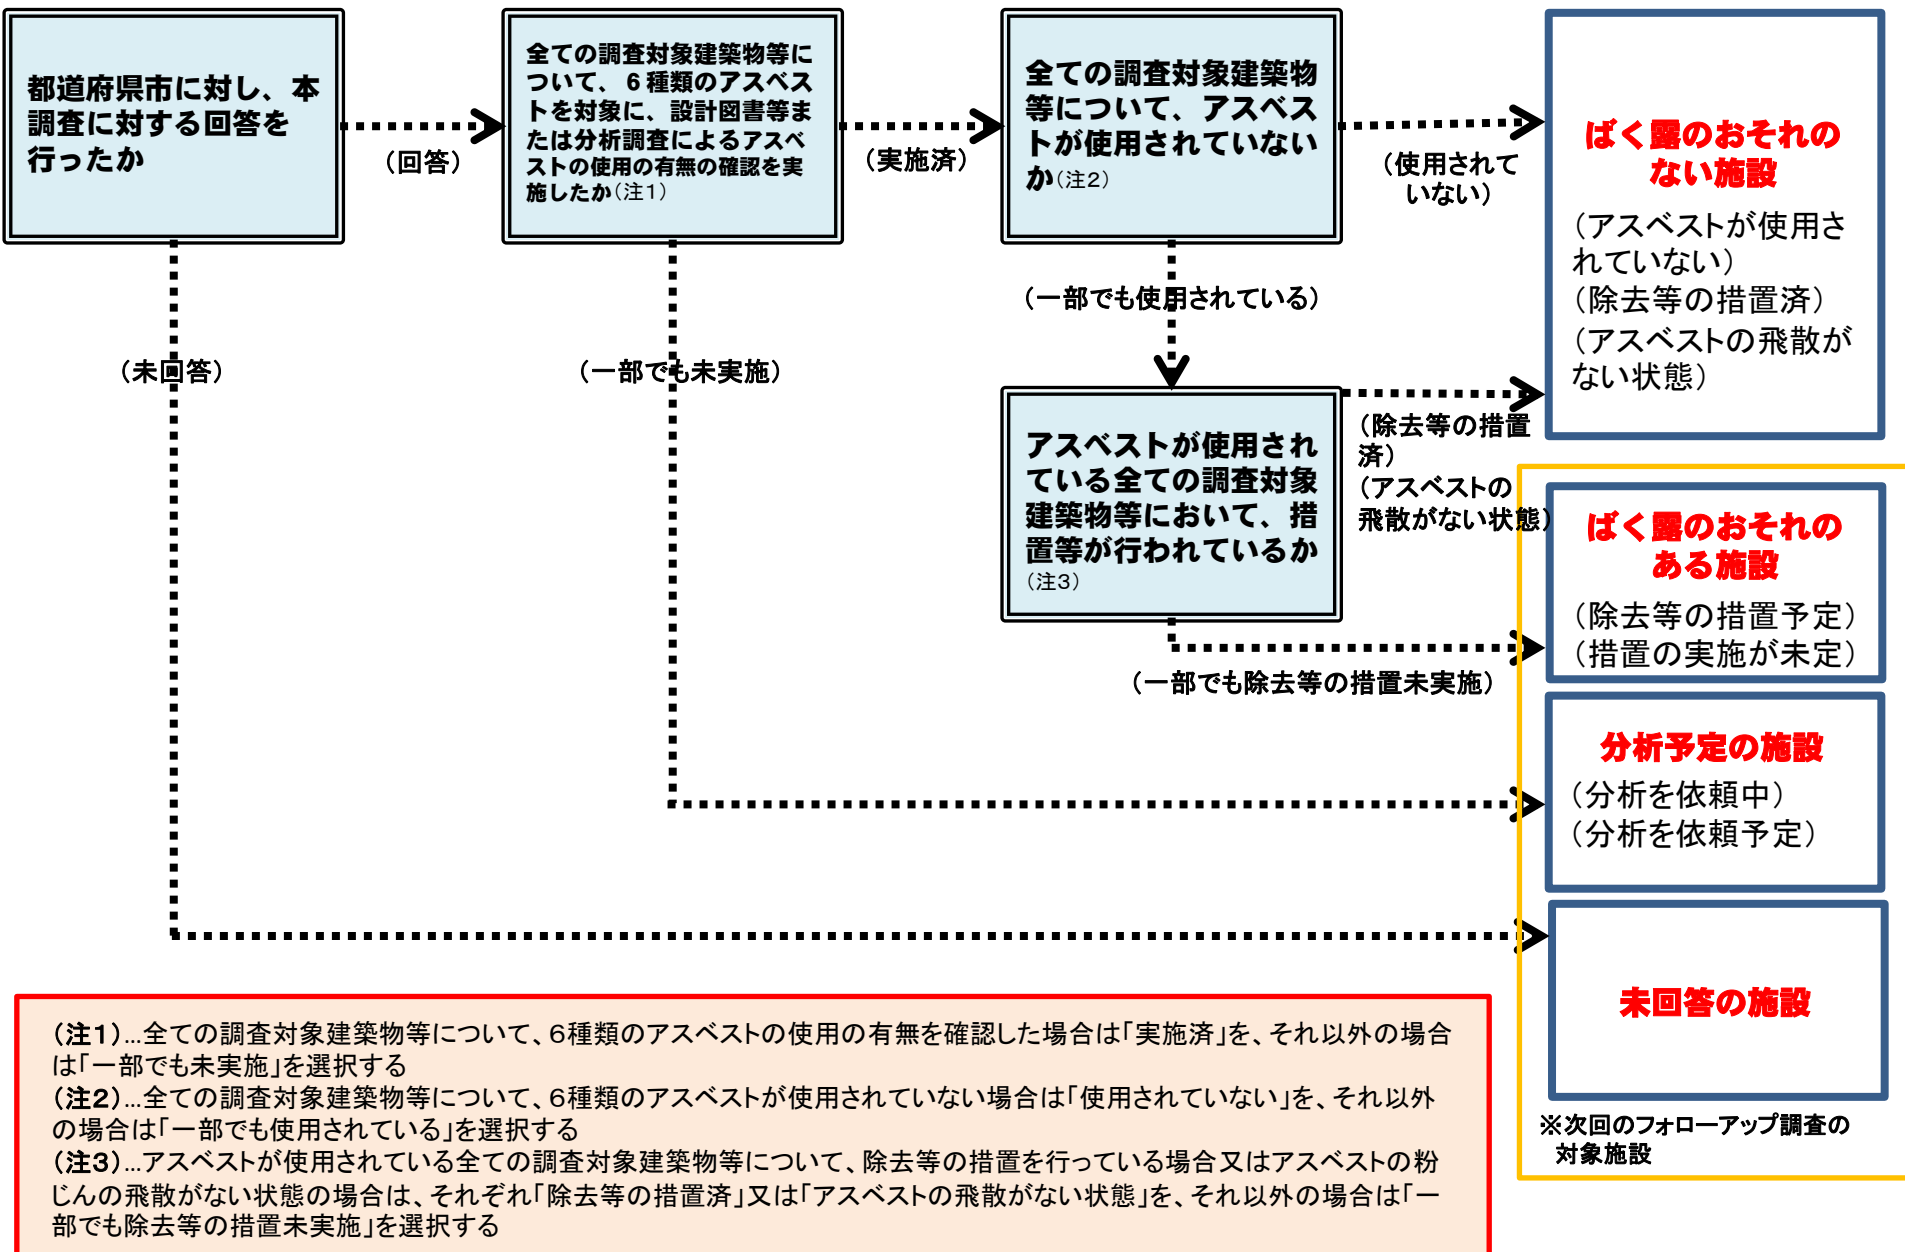 都道府県市に対し、本
調査に対する回答を
行ったか
(回答)
全ての調査対象建築物等に
ついて、６種類のアスベス
トを対象に、設計図書等ま
たは分析調査によるアスベ
ストの使用の有無の確認を実
施したか(注1)
(実施済)
全ての調査対象建築物
等について、アスベス
トが使用されていない
か(注2)
(使用されて
いない)
ばく露のおそれの
ない施設
(アスベストが使用さ
れていない)
(除去等の措置済)
(アスベストの飛散が
ない状態)
(一部でも使用されている)
(未回答)
(一部でも未実施)
アスベストが使用され
ている全ての調査対象
建築物等において、措
置等が行われているか
(注3)
(除去等の措置
済)
(アスベストの
飛散がない状態)
ばく露のおそれの
ある施設
(除去等の措置予定)
(措置の実施が未定)
(一部でも除去等の措置未実施)
分析予定の施設
(分析を依頼中)
(分析を依頼予定)
未回答の施設
※次回のフォローアップ調査の
対象施設
(注1)…全ての調査対象建築物等について、6種類のアスベストの使用の有無を確認した場合は「実施済」を、それ以外の場合
は「一部でも未実施」を選択する
(注2)…全ての調査対象建築物等について、6種類のアスベストが使用されていない場合は「使用されていない」を、それ以外
の場合は「一部でも使用されている」を選択する
(注3)…アスベストが使用されている全ての調査対象建築物等について、除去等の措置を行っている場合又はアスベストの粉
じんの飛散がない状態の場合は、それぞれ「除去等の措置済」又は「アスベストの飛散がない状態」を、それ以外の場合は「一
部でも除去等の措置未実施」を選択する